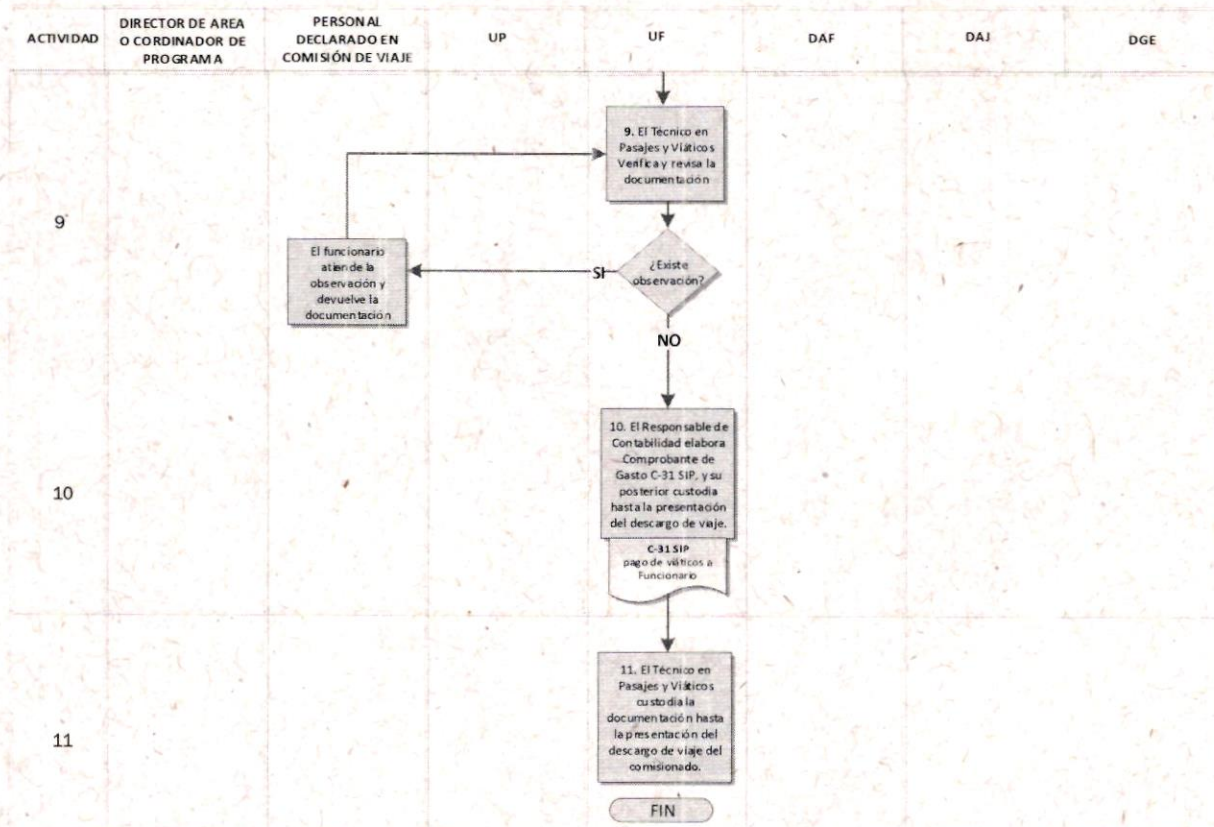 ACTIVIDAD
DIRECTOR DE AREA
O CORDINADOR DE
PROGRAMA
PERSONAL
DECLARADO EN
COMISIÓN DE VIAJE
UP
UF
DAF
DAJ
DGE
9
9. El Técnico en
Pasajes y Viáticos
Verifica y revisa la
documentación
El funcionario
atiende la
observación y
devuelve la
documentación
SI
¿Existe
observación?
NO
10
10. El Responsable de
Contabilidad elabora
Comprobante de
Gasto C-31 SIP, y su
posterior custodia
hasta la presentación
del descargo de viaje.
C-31 SIP
pago de viáticos a
Funcionario
11
11. El Técnico en
Pasajes y Viáticos
custodia la
documentación hasta
la presentación del
descargo de viaje del
comisionado.
FIN